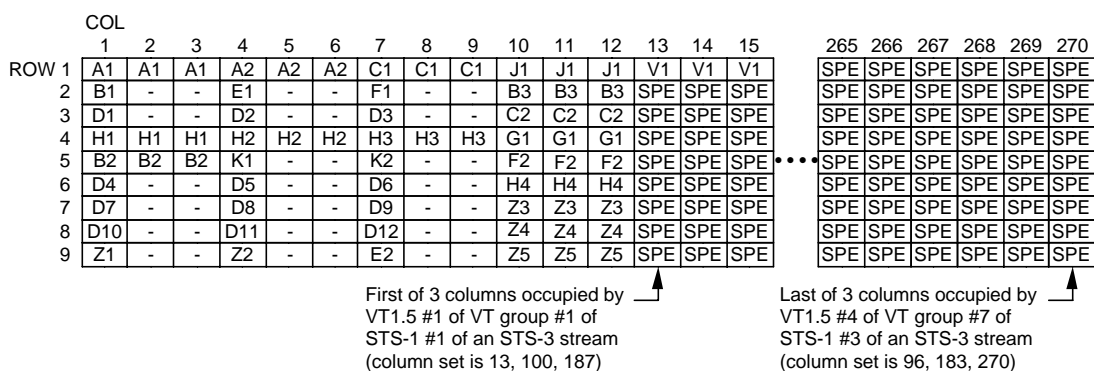 COL
1 2 3 4 5 6 7 8 9 10 11 12 13 14 15 265 266 267 268 269 270
ROW 1 A1 A1 A1 A2 A2 A2 C1 C1 C1 J1 J1 J1 V1 V1 V1 SPE SPE SPE SPE SPE SPE
2 B1 - - E1 - - F1 - - B3 B3 B3 SPE SPE SPE SPE SPE SPE SPE SPE SPE
3 D1 - - D2 - - D3 - - C2 C2 C2 SPE SPE SPE SPE SPE SPE SPE SPE SPE
4 H1 H1 H1 H2 H2 H2 H3 H3 H3 G1 G1 G1 SPE SPE SPE SPE SPE SPE SPE SPE SPE
5 B2 B2 B2 K1 - - K2 - - F2 F2 F2 SPE SPE SPE •••• SPE SPE SPE SPE SPE SPE
6 D4 - - D5 - - D6 - - H4 H4 H4 SPE SPE SPE SPE SPE SPE SPE SPE SPE
7 D7 - - D8 - - D9 - - Z3 Z3 Z3 SPE SPE SPE SPE SPE SPE SPE SPE SPE
8 D10 - - D11 - - D12 - - Z4 Z4 Z4 SPE SPE SPE SPE SPE SPE SPE SPE SPE
9 Z1 - - Z2 - - E2 - - Z5 Z5 Z5 SPE SPE SPE SPE SPE SPE SPE SPE SPE
First of 3 columns occupied by
VT1.5 #1 of VT group #1 of
STS-1 #1 of an STS-3 stream
(column set is 13, 100, 187)
Last of 3 columns occupied by
VT1.5 #4 of VT group #7 of
STS-1 #3 of an STS-3 stream
(column set is 96, 183, 270)